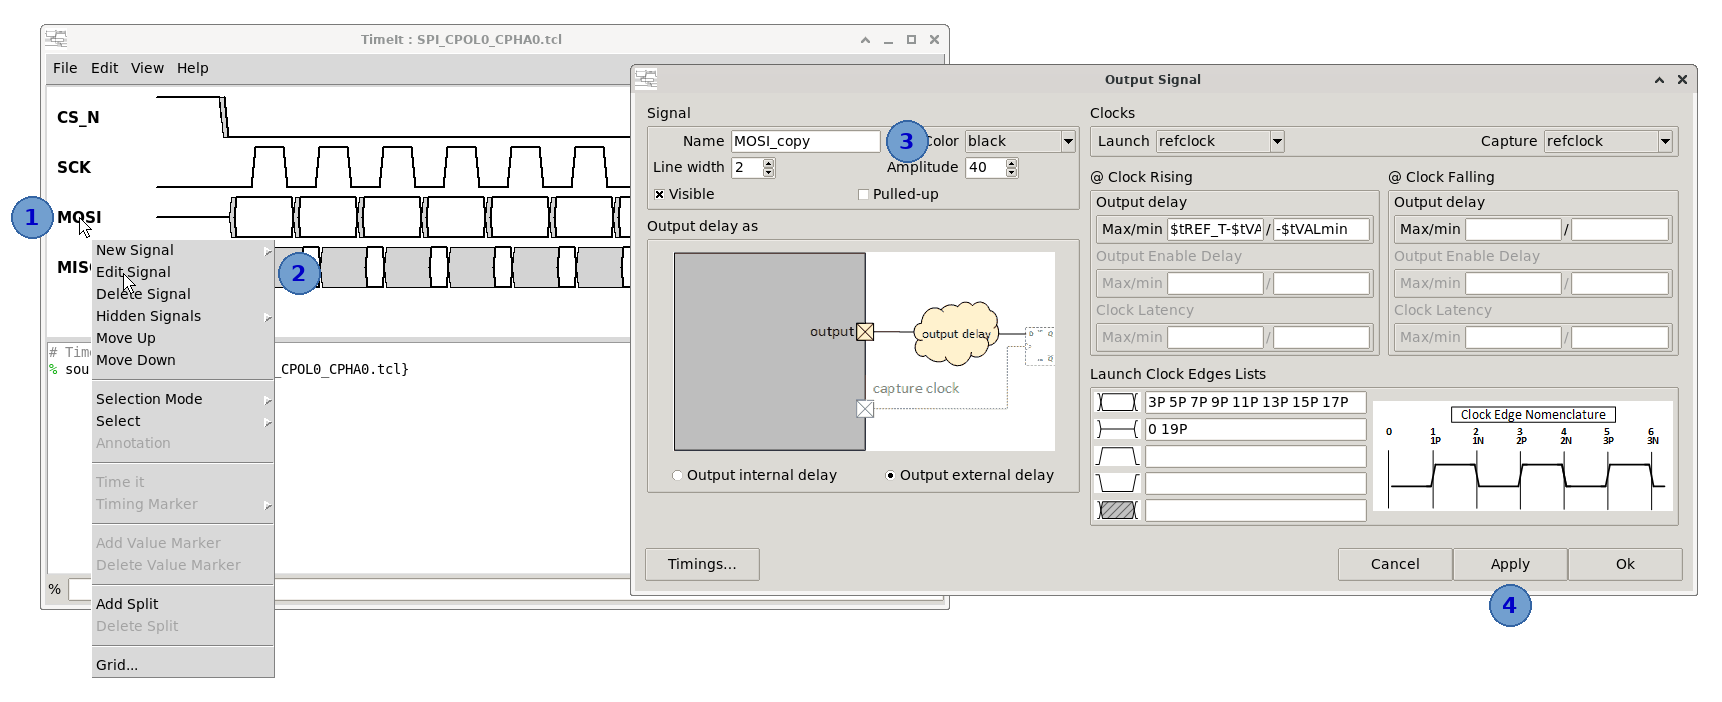 TimeIt : SPI_CPOL0_CPHA0.tcl
File Edit View Help
CS_N
SCK
1
MOSI
MIS
New Signal
Edit Signal
2
Delete Signal
Hidden Signals
Move Up
Move Down
Selection Mode
Select
Annotation
Time it
Timing Marker
Add Value Marker
Delete Value Marker
Add Split
Delete Split
Grid...
# Tim
% sou _CPOL0_CPHA0.tcl}
%
Output Signal
Signal
Name MOSI_copy 3 Color black
Line width 2 Amplitude 40
Visible Pulled-up
Output delay as
output
output delay
capture clock
Output internal delay Output external delay
Timings...
Clocks
Launch refclock Capture refclock
@ Clock Rising
Output delay
Max/min $tREF_T-$tVA / -$tVALmin
Output Enable Delay
Max/min /
Clock Latency
Max/min /
@ Clock Falling
Output delay
Max/min /
Output Enable Delay
Max/min /
Clock Latency
Max/min /
Launch Clock Edges Lists
3P 5P 7P 9P 11P 13P 15P 17P
0 19P
Clock Edge Nomenclature
0 1 2 3 4 5 6
1P 1N 2P 2N 3P 3N
Cancel Apply Ok
4